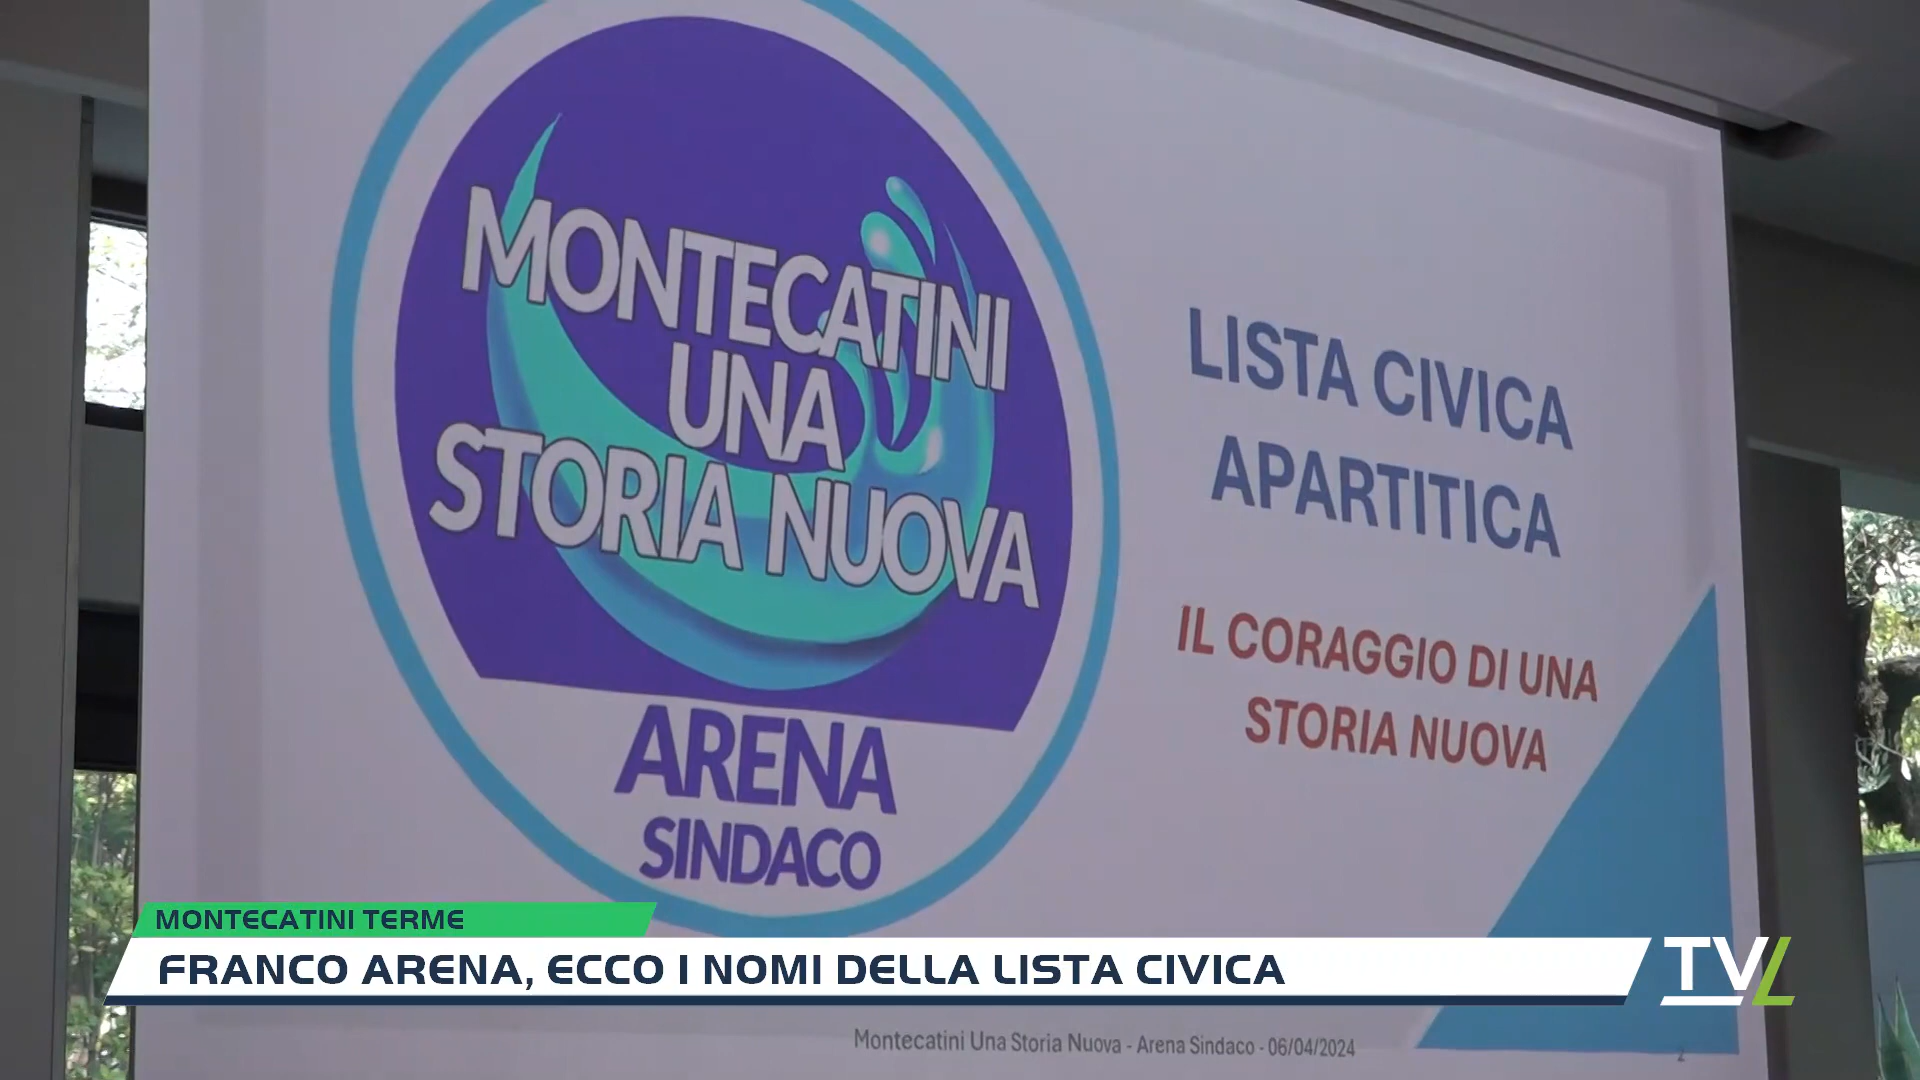 MONTECATINI
UNA
STORIA NUOVA
ARENA
SINDACO
LISTA CIVICA
APARTITICA
IL CORAGGIO DI UNA
STORIA NUOVA
MONTECATINI TERME
FRANCO ARENA, ECCO I NOMI DELLA LISTA CIVICA
TVL
Montecatini Una Storia Nuova - Arena Sindaco - 06/04/2024
2